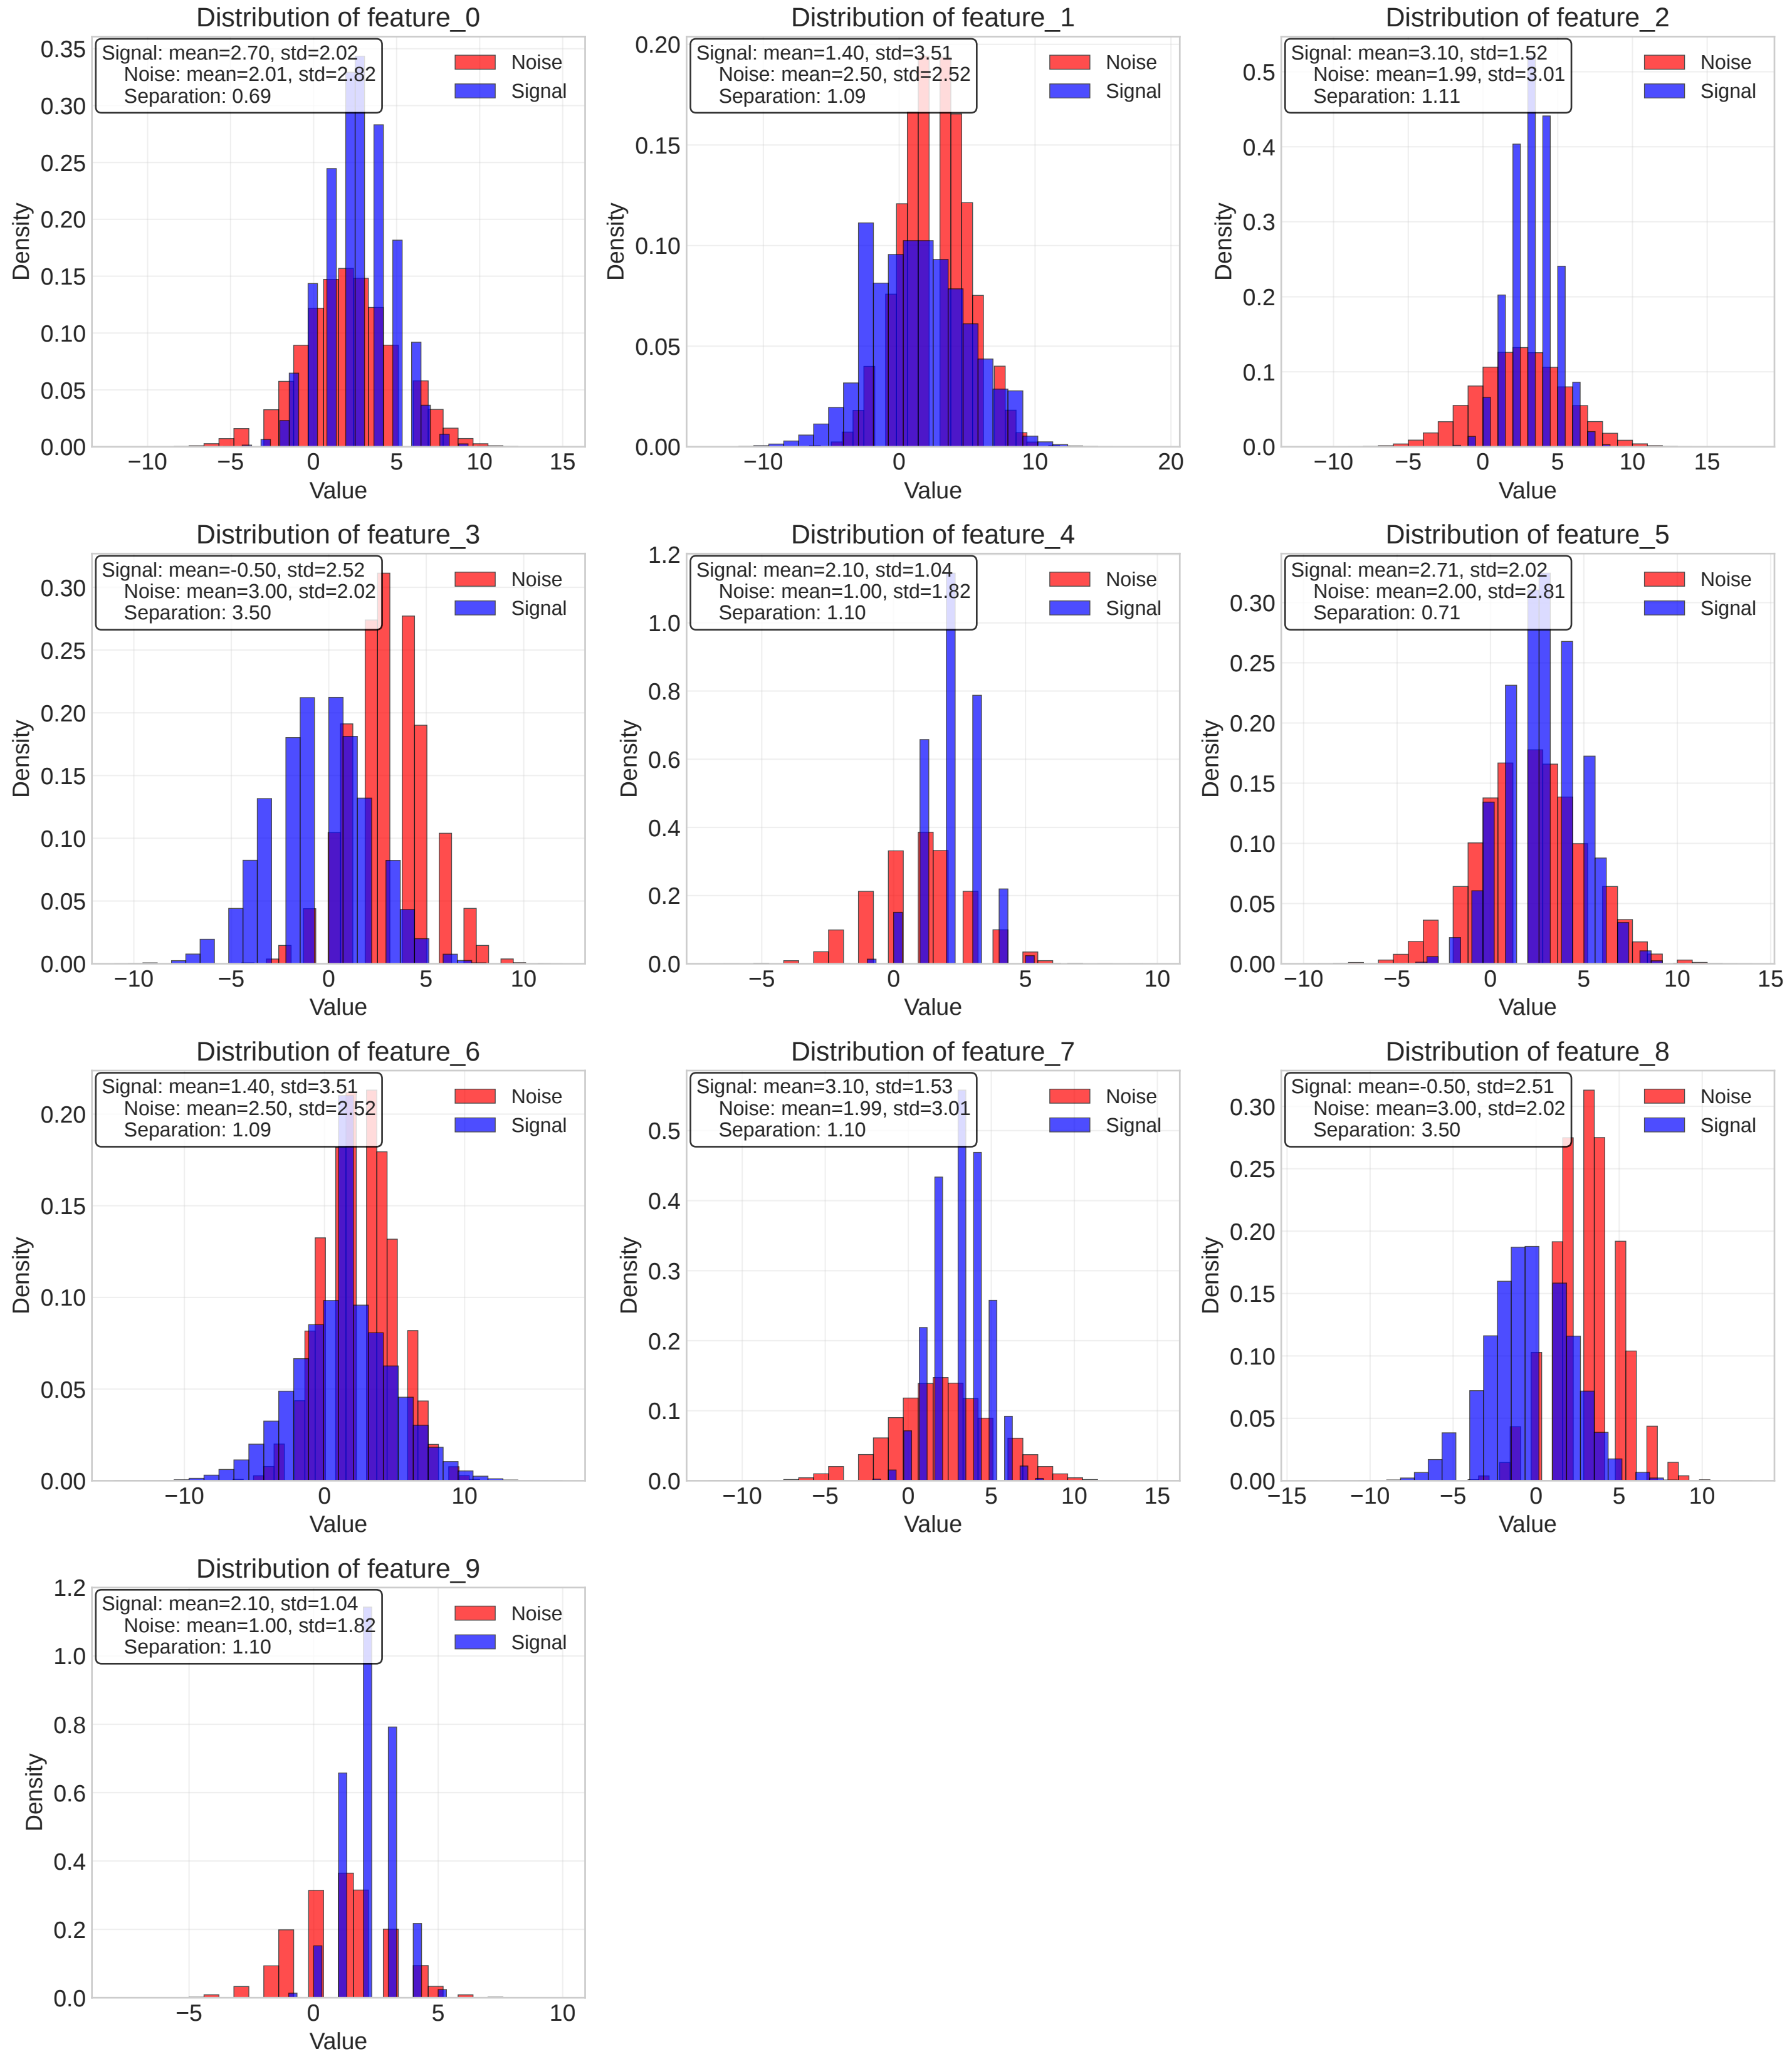 Distribution of feature_0
Signal: mean=2.70, std=2.02
Noise: mean=2.01, std=2.82
Separation: 0.69
Noise
Signal
0.35
0.30
0.25
0.20
0.15
0.10
0.05
0.00
Density
−10 −5 0 5 10 15
Value
Distribution of feature_1
Signal: mean=1.40, std=3.51
Noise: mean=2.50, std=2.52
Separation: 1.09
Noise
Signal
0.20
0.15
0.10
0.05
0.00
Density
−10 0 10 20
Value
Distribution of feature_2
Signal: mean=3.10, std=1.52
Noise: mean=1.99, std=3.01
Separation: 1.11
Noise
Signal
0.5
0.4
0.3
0.2
0.1
0.0
Density
−10 −5 0 5 10 15
Value
Distribution of feature_3
Signal: mean=-0.50, std=2.52
Noise: mean=3.00, std=2.02
Separation: 3.50
Noise
Signal
0.30
0.25
0.20
0.15
0.10
0.05
0.00
Density
−10 −5 0 5 10
Value
Distribution of feature_4
Signal: mean=2.10, std=1.04
Noise: mean=1.00, std=1.82
Separation: 1.10
Noise
Signal
1.2
1.0
0.8
0.6
0.4
0.2
0.0
Density
−5 0 5 10
Value
Distribution of feature_5
Signal: mean=2.71, std=2.02
Noise: mean=2.00, std=2.81
Separation: 0.71
Noise
Signal
0.30
0.25
0.20
0.15
0.10
0.05
0.00
Density
−10 −5 0 5 10 15
Value
Distribution of feature_6
Signal: mean=1.40, std=3.51
Noise: mean=2.50, std=2.52
Separation: 1.09
Noise
Signal
0.20
0.15
0.10
0.05
0.00
Density
−10 0 10
Value
Distribution of feature_7
Signal: mean=3.10, std=1.53
Noise: mean=1.99, std=3.01
Separation: 1.10
Noise
Signal
0.5
0.4
0.3
0.2
0.1
0.0
Density
−10 −5 0 5 10 15
Value
Distribution of feature_8
Signal: mean=-0.50, std=2.51
Noise: mean=3.00, std=2.02
Separation: 3.50
Noise
Signal
0.30
0.25
0.20
0.15
0.10
0.05
0.00
Density
−15 −10 −5 0 5 10
Value
Distribution of feature_9
Signal: mean=2.10, std=1.04
Noise: mean=1.00, std=1.82
Separation: 1.10
Noise
Signal
1.2
1.0
0.8
0.6
0.4
0.2
0.0
Density
−5 0 5 10
Value